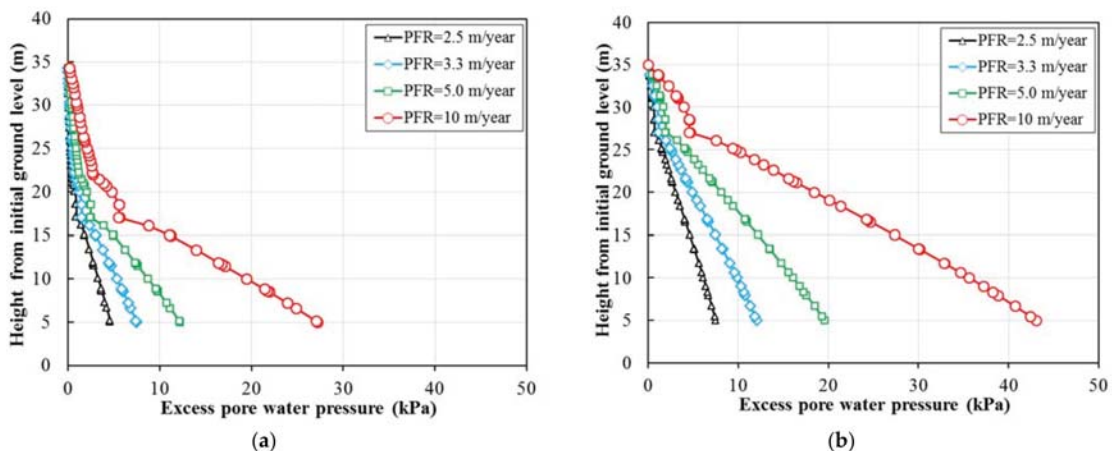 40
35
30
25
20
15
10
5
0
Height from initial ground level (m)
PFR=2.5 m/year
PFR=3.3 m/year
PFR=5.0 m/year
PFR=10 m/year
0 10 20 30 40 50
Excess pore water pressure (kPa)
(a)
40
35
30
25
20
15
10
5
0
Height from initial ground level (m)
PFR=2.5 m/year
PFR=3.3 m/year
PFR=5.0 m/year
PFR=10 m/year
0 10 20 30 40 50
Excess pore water pressure (kPa)
(b)